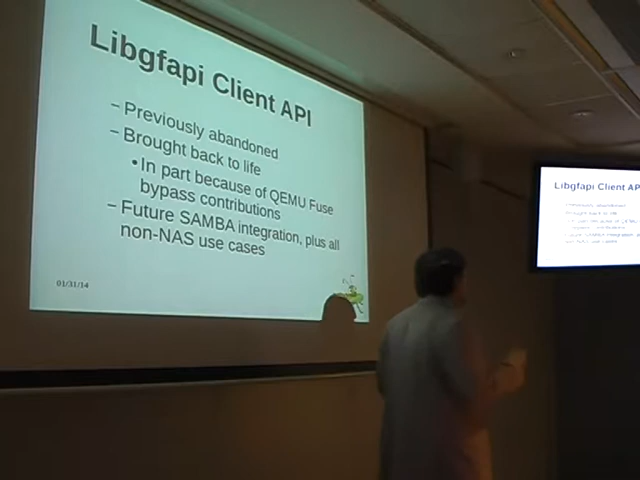 Libgfapi Client API
– Previously abandoned
– Brought back to life
• In part because of QEMU Fuse
bypass contributions
– Future SAMBA integration, plus all
non-NAS use cases
01/31/14
Libgfapi Client AP